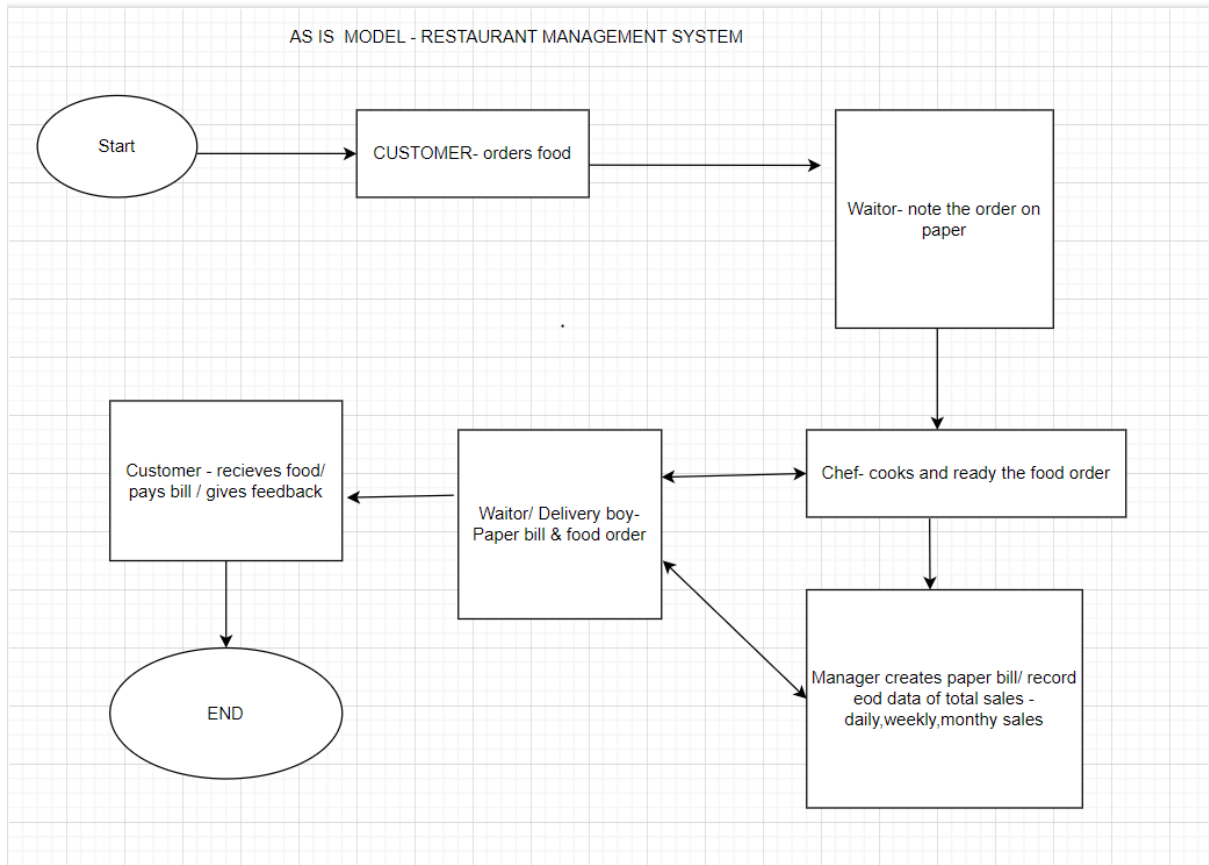 AS IS MODEL - RESTAURANT MANAGEMENT SYSTEM
Start
CUSTOMER- orders food
Waitor- note the order on
paper
Chef- cooks and ready the food order
Manager creates paper bill/ record
eod data of total sales -
daily,weekly,monthy sales
Waitor/ Delivery boy-
Paper bill & food order
Customer - recieves food/
pays bill / gives feedback
END